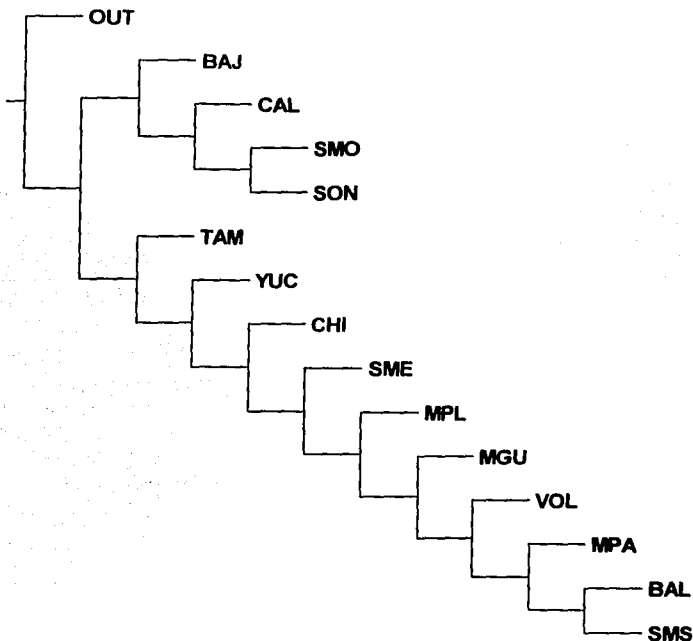 OUT
BAJ
CAL
SMO
SON
TAM
YUC
CHI
SME
MPL
MGU
VOL
MPA
BAL
SMS